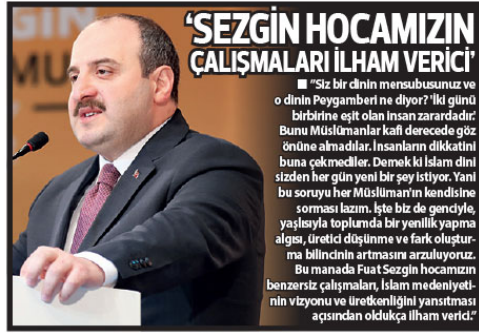 'SEZGİN HOCAMIZIN
ÇALIŞMALARI İLHAM VERİCİ'
■ "Siz bir dinin mensubusunuz ve
o dinin Peygamberi ne diyor? 'İki günü
birbirine eşit olan insan zarardadır.'
Bunu Müslümanlar kafi derecede göz
önüne almadılar. İnsanların dikkatini
buna çekmediler. Demek ki İslam dini
sizden her gün yeni bir şey istiyor. Yani
bu soruyu her Müslüman'ın kendisine
sorması lazım. İşte biz de genciyle,
yaşlısıyla toplumda bir yenilik yapma
algısı, üretici düşünme ve fark oluştur-
ma bilincinin artmasını arzuluyoruz.
Bu manada Fuat Sezgin hocamızın
benzersiz çalışmaları, İslam medeniyeti-
nin vizyonu ve üretkenliğini yansıtması
açısından oldukça ilham verici."